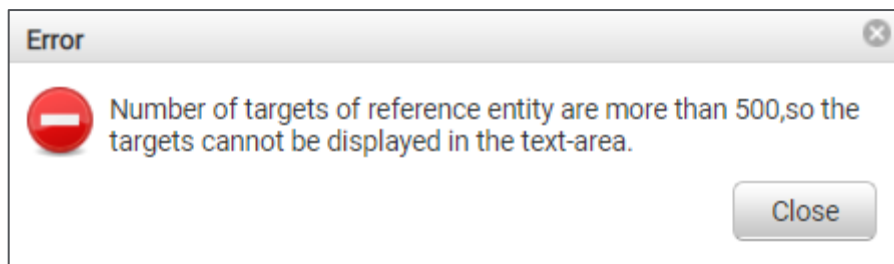 Error
Number of targets of reference entity are more than 500,so the
targets cannot be displayed in the text-area.
Close